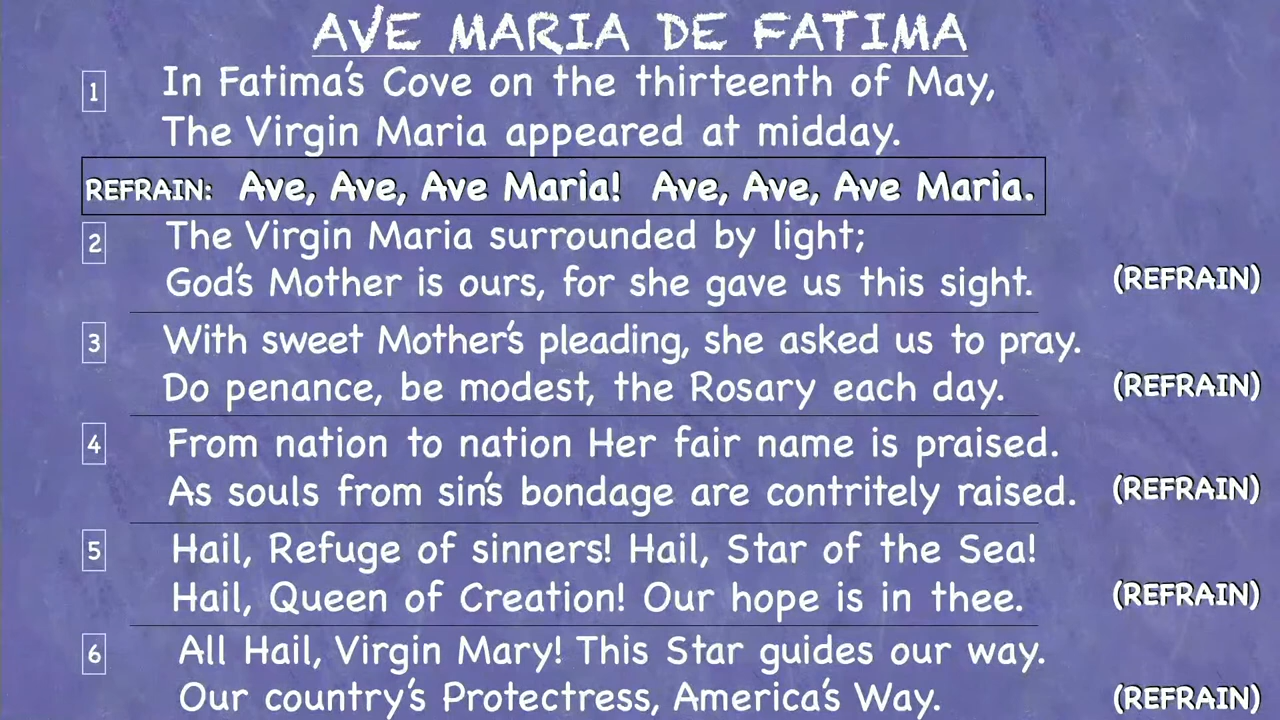 AVE MARIA DE FATIMA
1 In Fatima's Cove on the thirteenth of May,
The Virgin Maria appeared at midday.
REFRAIN: Ave, Ave, Ave Maria! Ave, Ave, Ave Maria.
2 The Virgin Maria surrounded by light;
God's Mother is ours, for she gave us this sight. (REFRAIN)
3 With sweet Mother's pleading, she asked us to pray.
Do penance, be modest, the Rosary each day. (REFRAIN)
4 From nation to nation Her fair name is praised.
As souls from sin's bondage are contritely raised. (REFRAIN)
5 Hail, Refuge of sinners! Hail, Star of the Sea!
Hail, Queen of Creation! Our hope is in thee. (REFRAIN)
6 All Hail, Virgin Mary! This Star guides our way.
Our country's Protectress, America's Way. (REFRAIN)